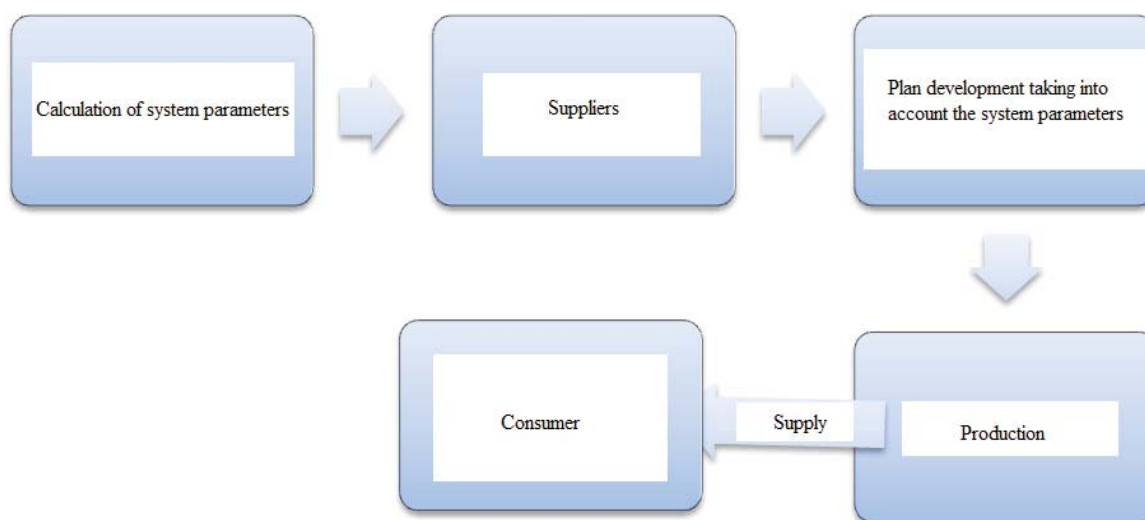 Calculation of system parameters
Suppliers
Plan development taking into
account the system parameters
Consumer
Supply
Production